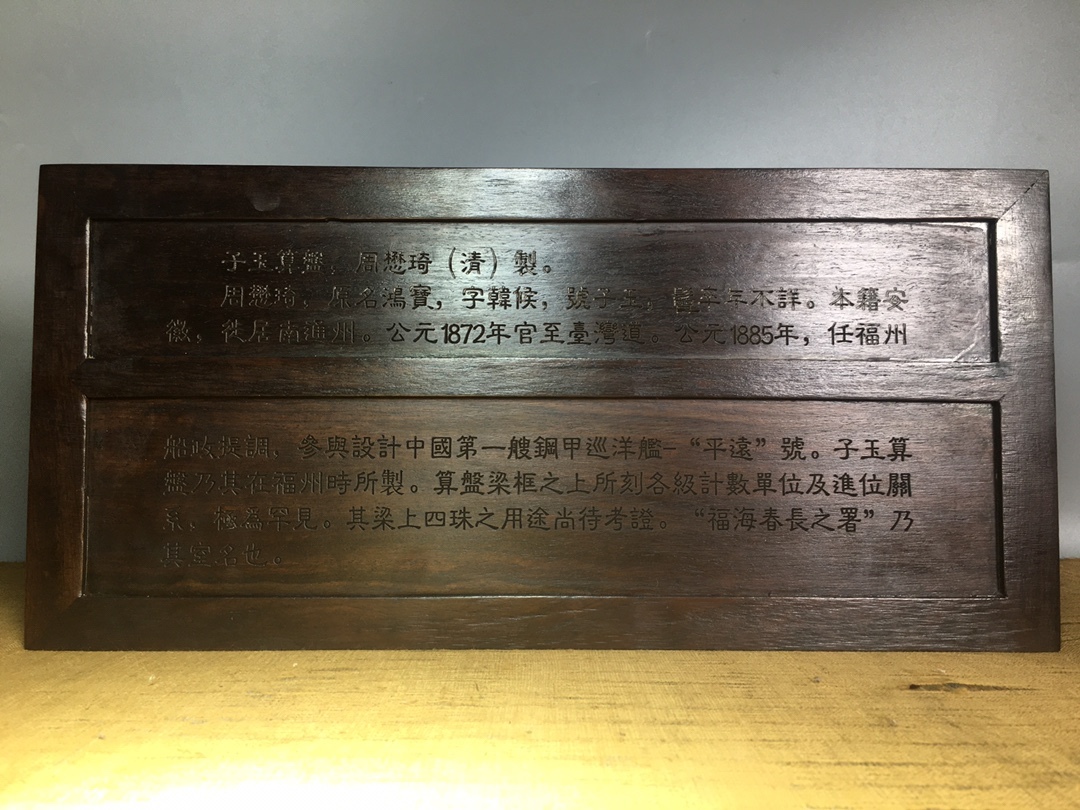 子玉算盤，周懋琦（清）製。
周懋琦，原名鴻寶，字韓候，號子玉，年不詳。本籍安
徽，徙居南通州。公元1872年官至臺灣道。公元1885年，任福州
船政提調，參與設計中國第一艘鋼甲巡洋艦-“平遠”號。子玉算
盤乃其在福州時所製。算盤梁框之上所刻各級計數單位及進位關
系，極為罕見。其梁上四珠之用途尚待考證。“福海春長之署”乃
其室名也。